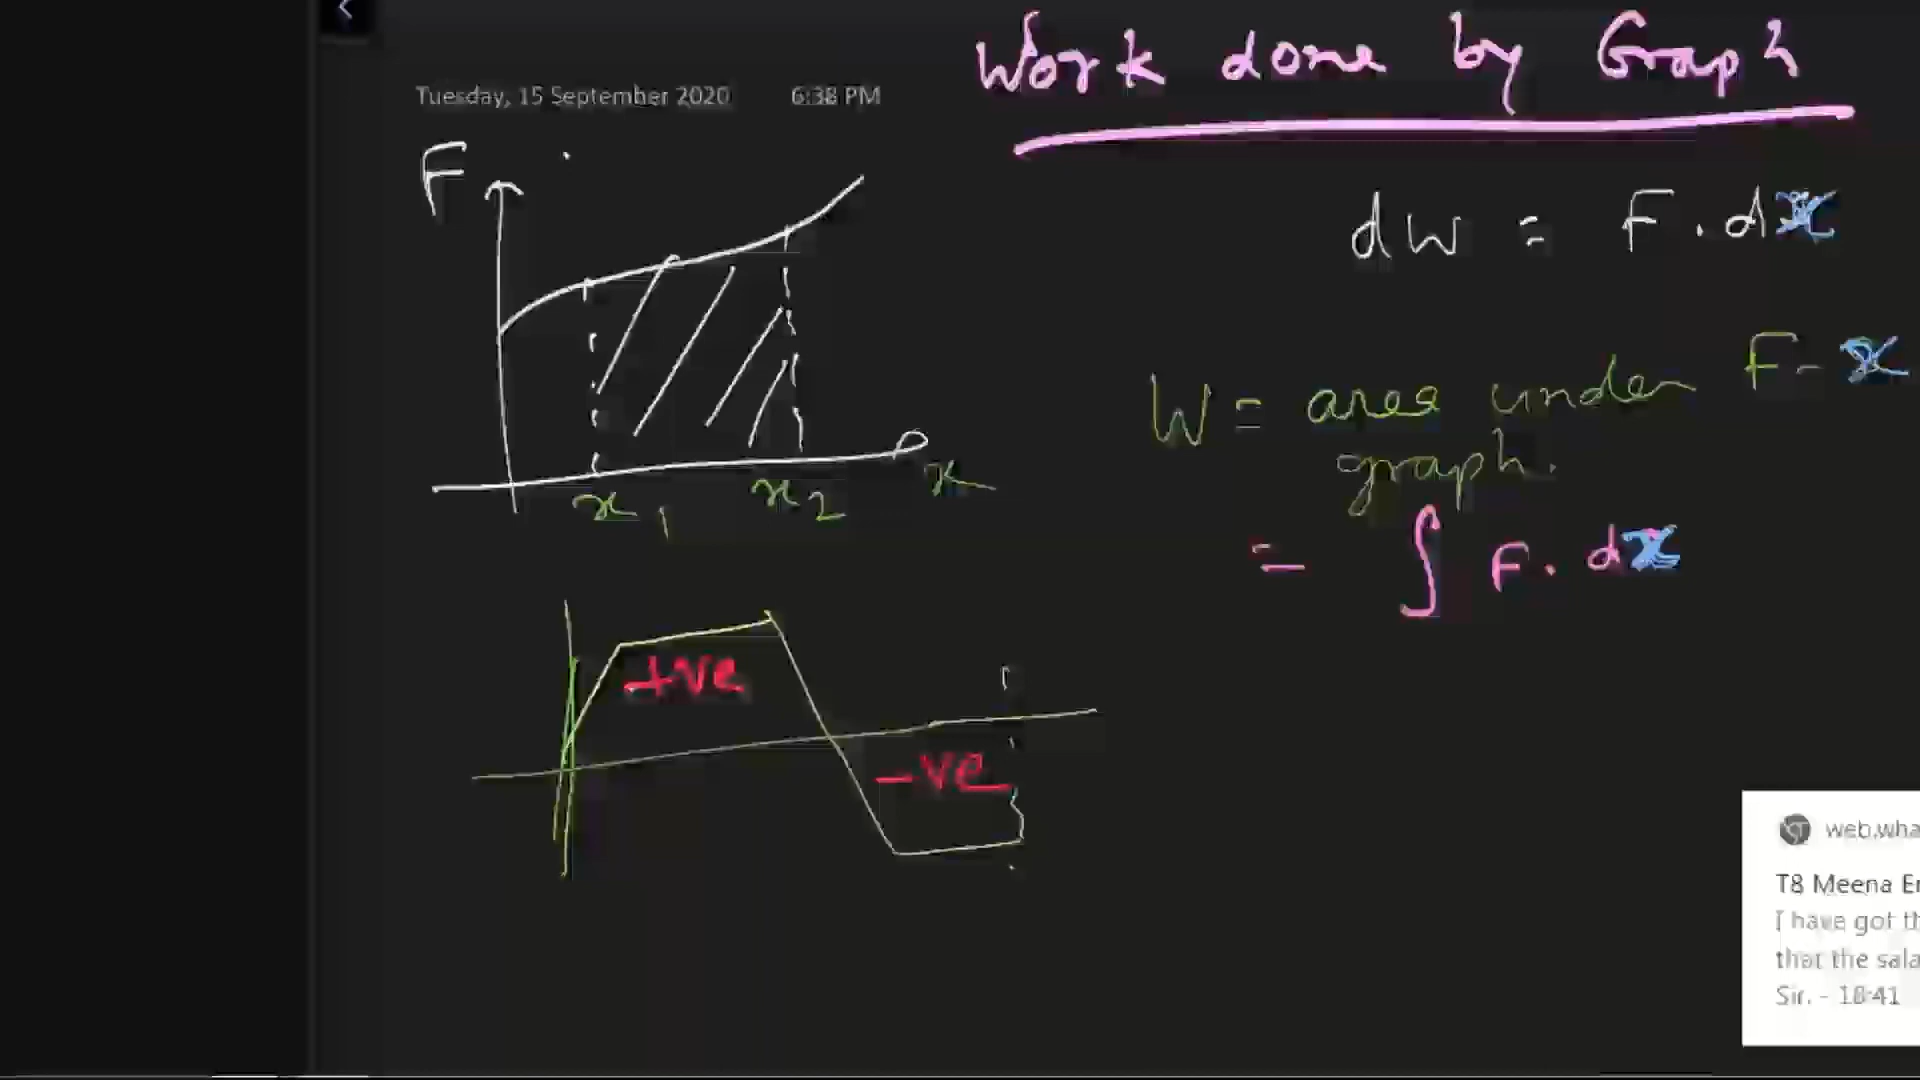 Work done by Graph
Tuesday, 15 September 2020 6:38 PM
F
dW = F . dx
W = area under F - x
graph.
x1 x2 x
= ∫ F . dx
+ve
-ve
web.wha
T8 Meena
I have got
that the sala
Sir. - 18:41